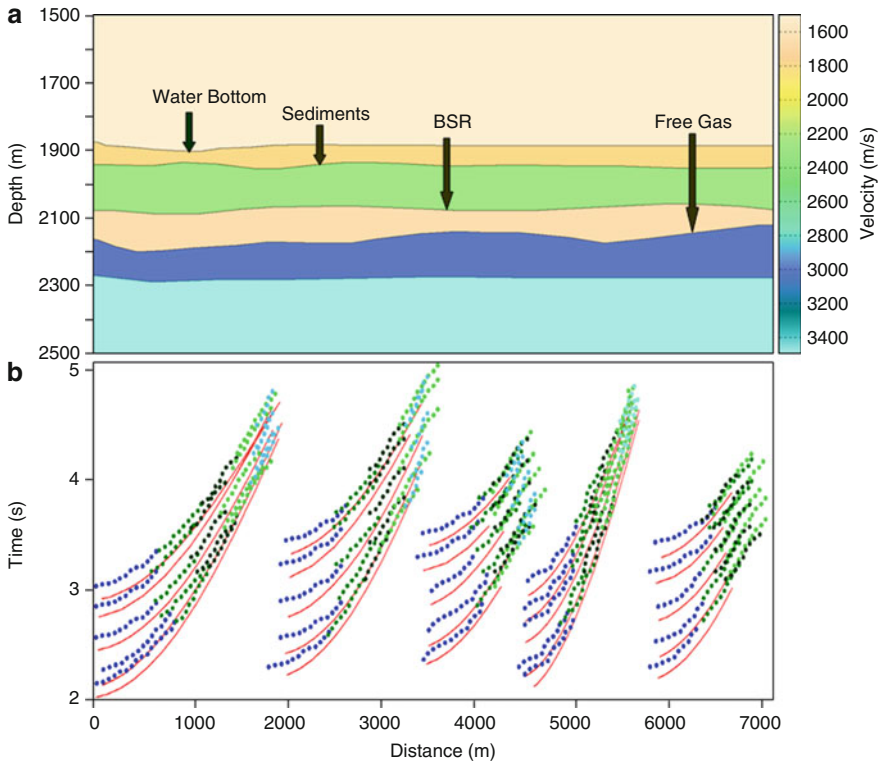 a
1500
1700
1900
2100
2300
2500
Depth (m)
Water Bottom
Sediments
BSR
Free Gas
1600
1800
2000
2200
2400
2600
2800
3000
3200
3400
Velocity (m/s)
b
5
4
3
2
Time (s)
0 1000 2000 3000 4000 5000 6000 7000
Distance (m)